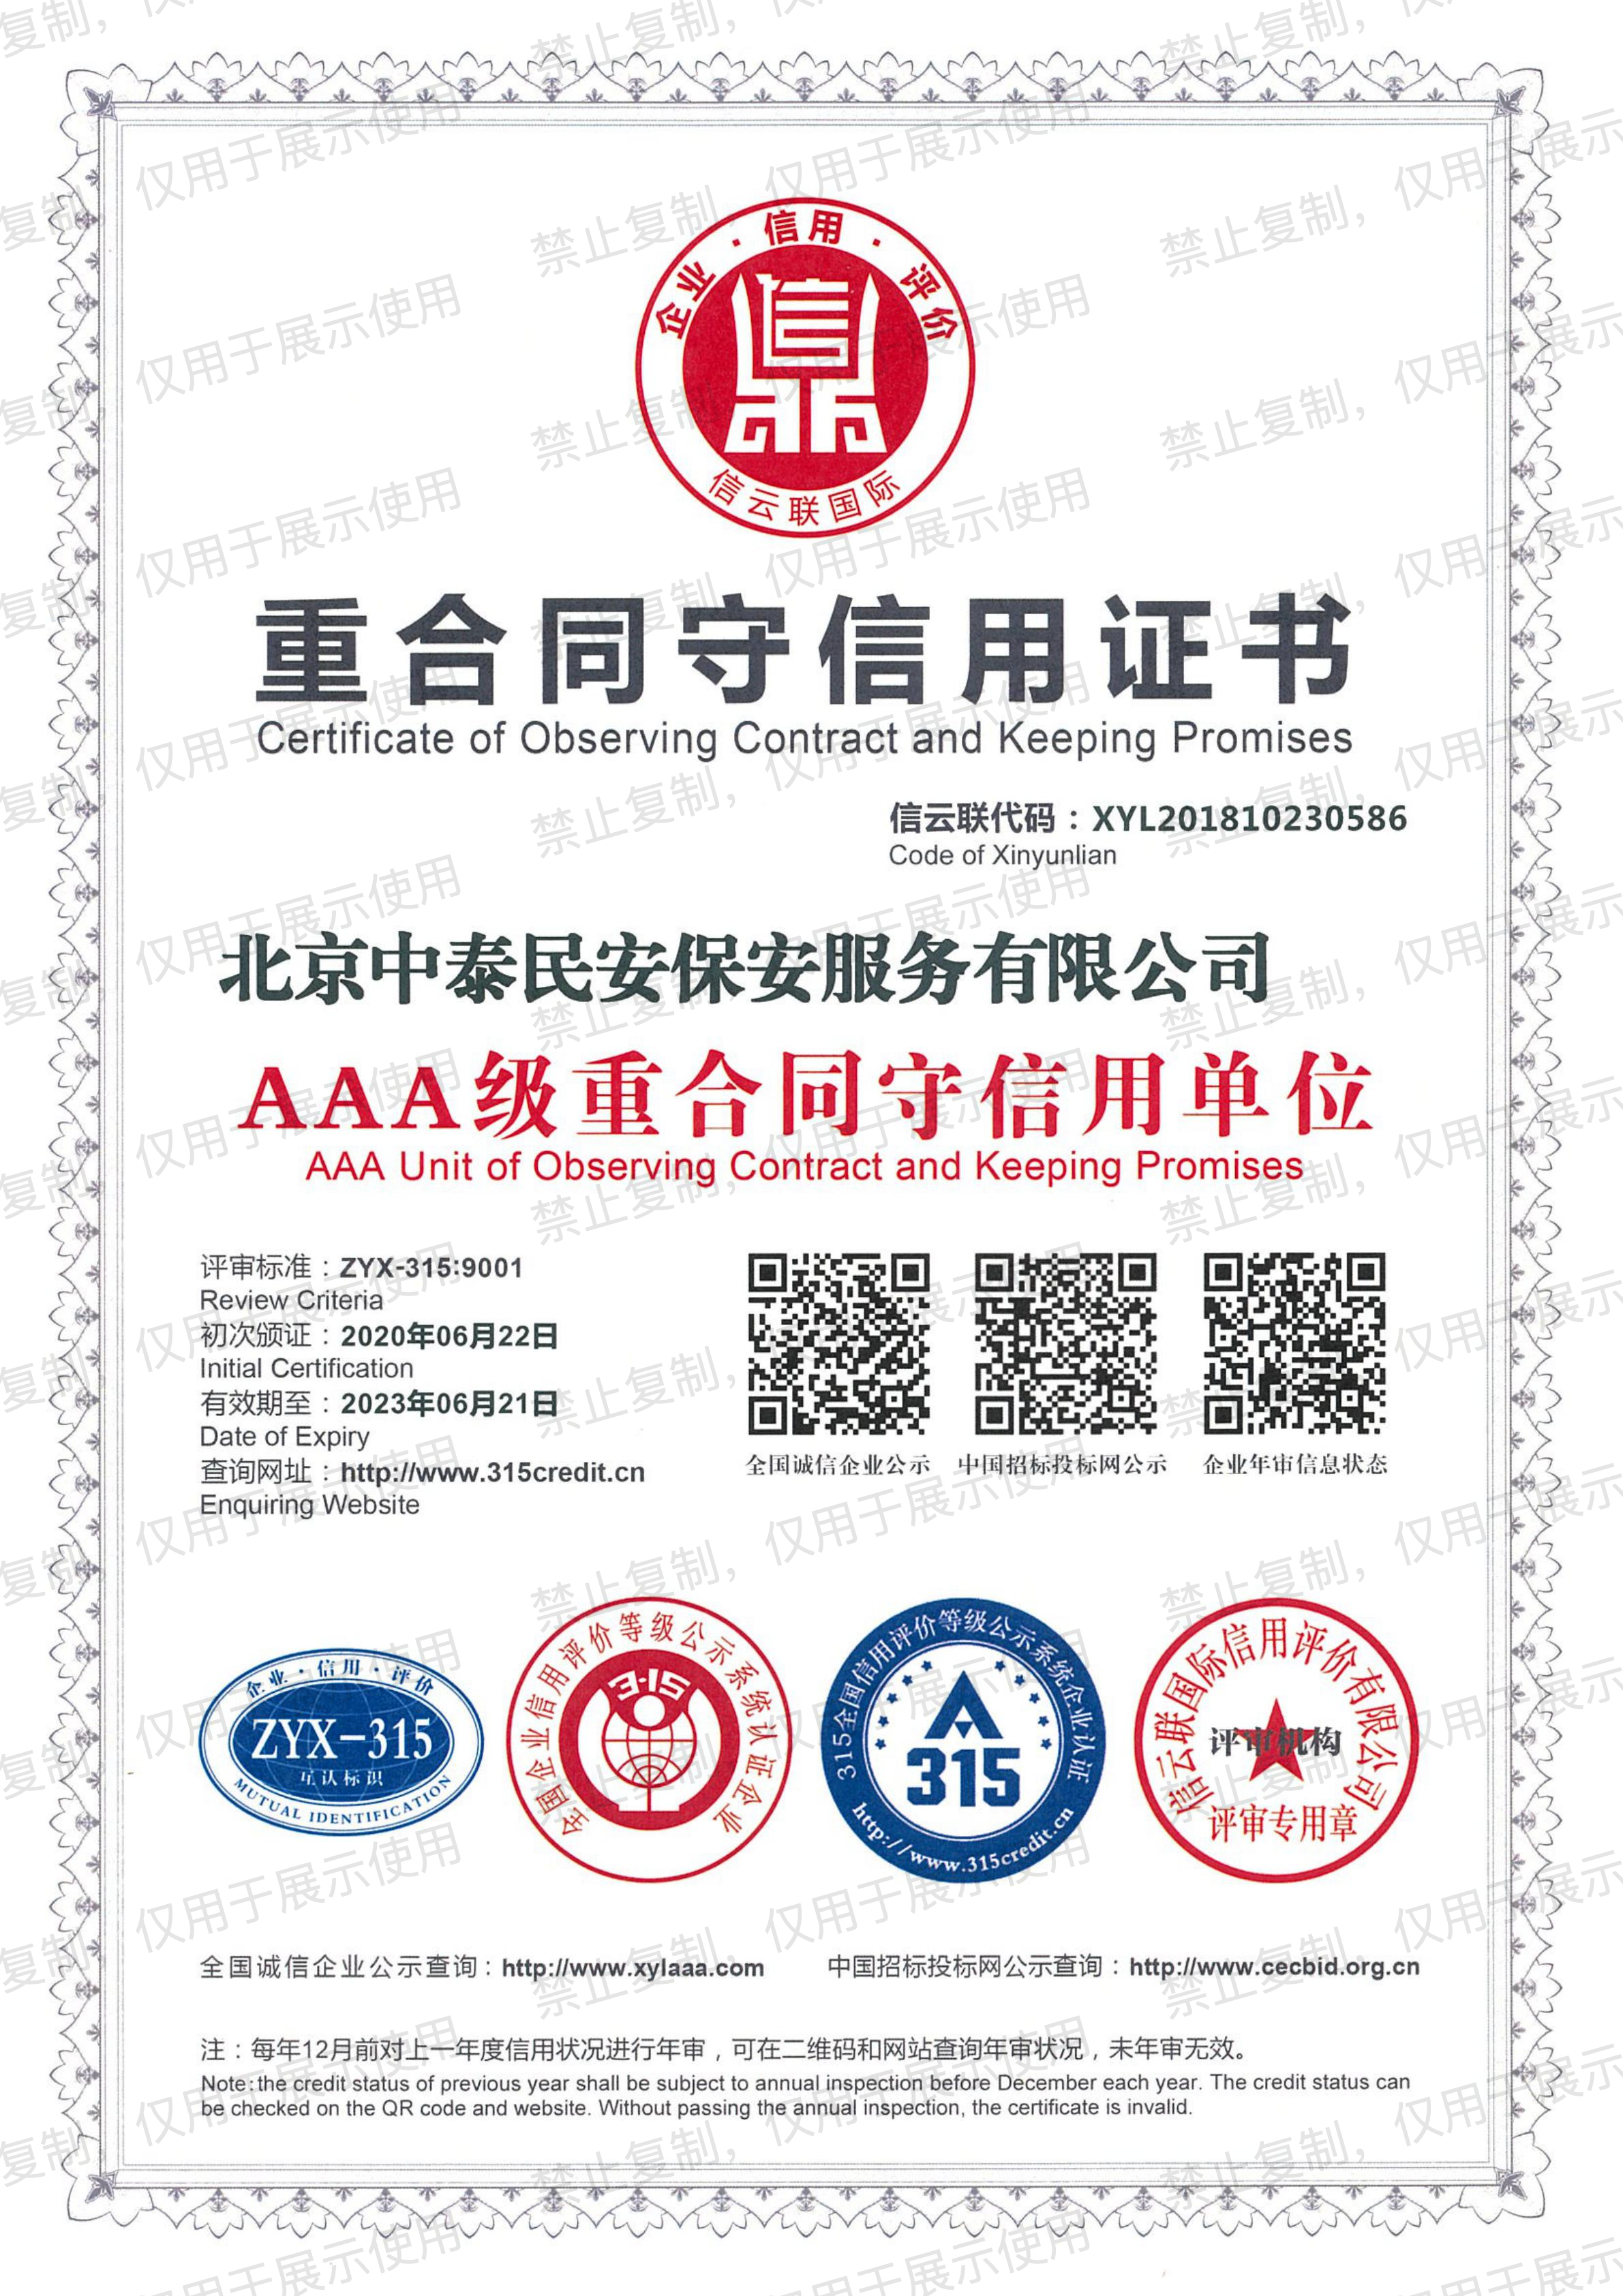 企业·信用·评价
信
信云联国际
重合同守信用证书
Certificate of Observing Contract and Keeping Promises
信云联代码：XYL201810230586
Code of Xinyunlian
北京中泰民安保安服务有限公司
AAA级重合同守信用单位
AAA Unit of Observing Contract and Keeping Promises
评审标准：ZYX-315:9001
Review Criteria
初次颁证：2020年06月22日
Initial Certification
有效期至：2023年06月21日
Date of Expiry
查询网址：http://www.315credit.cn
Enquiring Website
全国诚信企业公示 中国招标投标网公示 企业年审信息状态
企业·信用·评价
ZYX-315
互认标识
MUTUAL IDENTIFICATION
全国企业信用评价等级公示系统认证企业
3·15
315全国信用评价等级公示系统企业认证
315
http://www.315credit.cn
信云联国际信用评价有限公司
评审机构
评审专用章
全国诚信企业公示查询：http://www.xylaaa.com 中国招标投标网公示查询：http://www.cecbid.org.cn
注：每年12月前对上一年度信用状况进行年审，可在二维码和网站查询年审状况，未年审无效。
Note:the credit status of previous year shall be subject to annual inspection before December each year. The credit status can
be checked on the QR code and website. Without passing the annual inspection, the certificate is invalid.
禁止复制，仅用于展示使用